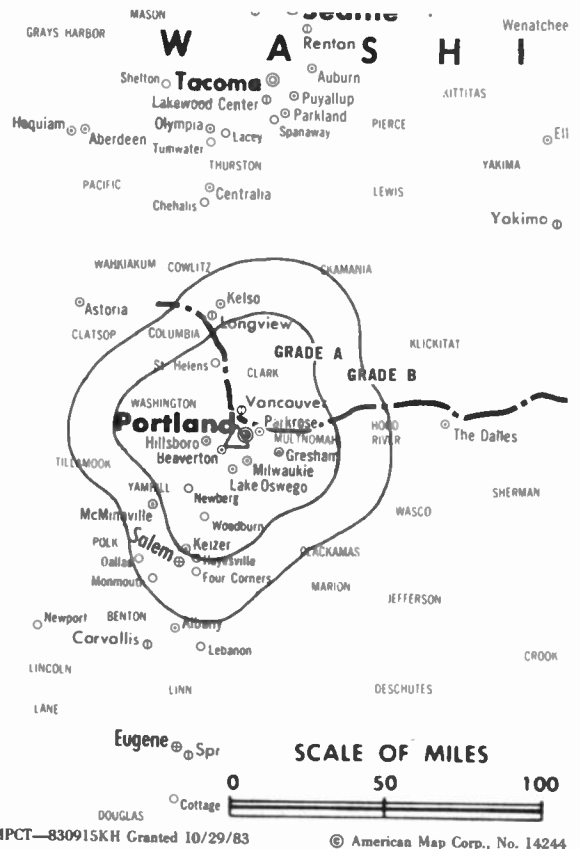 MASON
Seattle
GRAYS HARBOR
Wenatchee
Renton
W A S H I
Shelton
Tacoma
Auburn
Lakewood Center
Puyallup
KITTITAS
Parkland
Hoquiam
Aberdeen
Olympia
Lacey
Spanaway
PIERCE
Ell
Tumwater
THURSTON
YAKIMA
PACIFIC
Centralia
LEWIS
Chehalis
Yakima
WAHKIAKUM
COWLITZ
SKAMANIA
Astoria
Kelso
Longview
CLATSOP
COLUMBIA
KLICKITAT
GRADE A
St Helens
CLARK
GRADE B
WASHINGTON
Vancouver
Portland
Parkrose
HOOD
RIVER
The Dalles
Hillsboro
MULTNOMAH
Beaverton
Gresham
TILLAMOOK
Milwaukie
Lake Oswego
YAMHILL
Newberg
SHERMAN
McMinnville
Woodburn
WASCO
POLK
Salem
Keizer
Dallas
Hayesville
CLACKAMAS
Monmouth
Four Corners
MARION
JEFFERSON
Newport
BENTON
Albany
Corvallis
Lebanon
CROOK
LINCOLN
LINN
DESCHUTES
LANE
Eugene
Spr
SCALE OF MILES
0 50 100
Cottage
DOUGLAS
MPCT—830915KH Granted 10/29/83
© American Map Corp., No. 14244